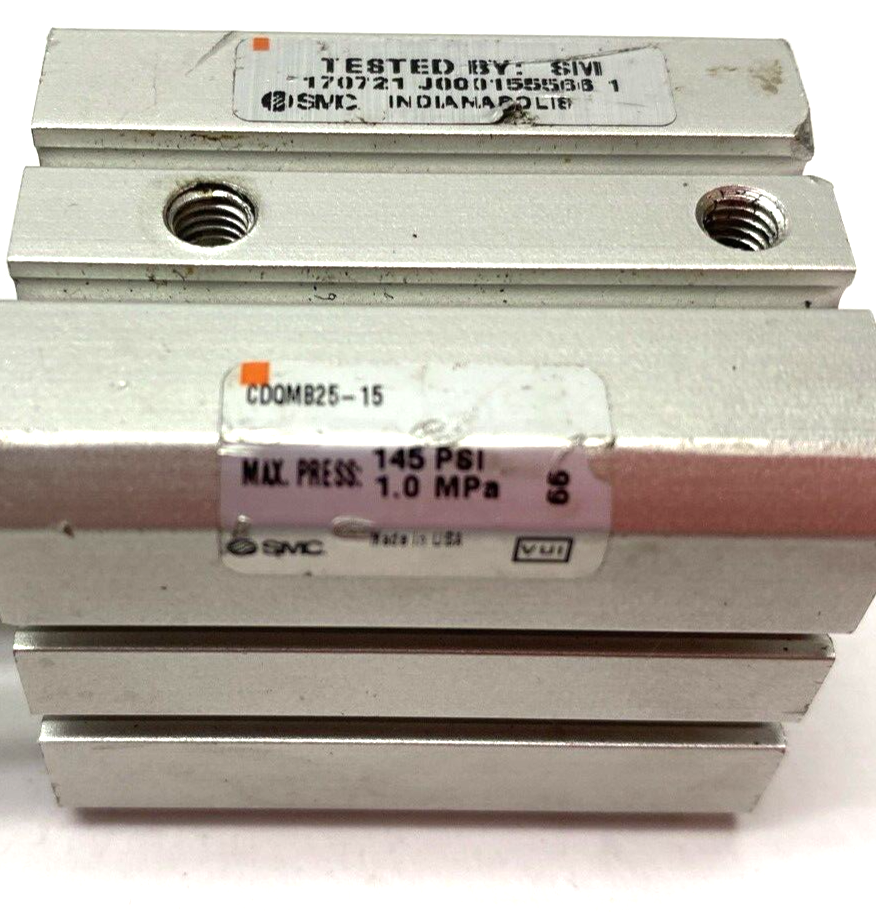 TESTED BY: SM
170721 J000155566 1
SMC INDIANAPOLIS
CDQMB25-15
MAX. PRESS: 145 PSI
1.0 MPa
66
SMC Made in USA VUI